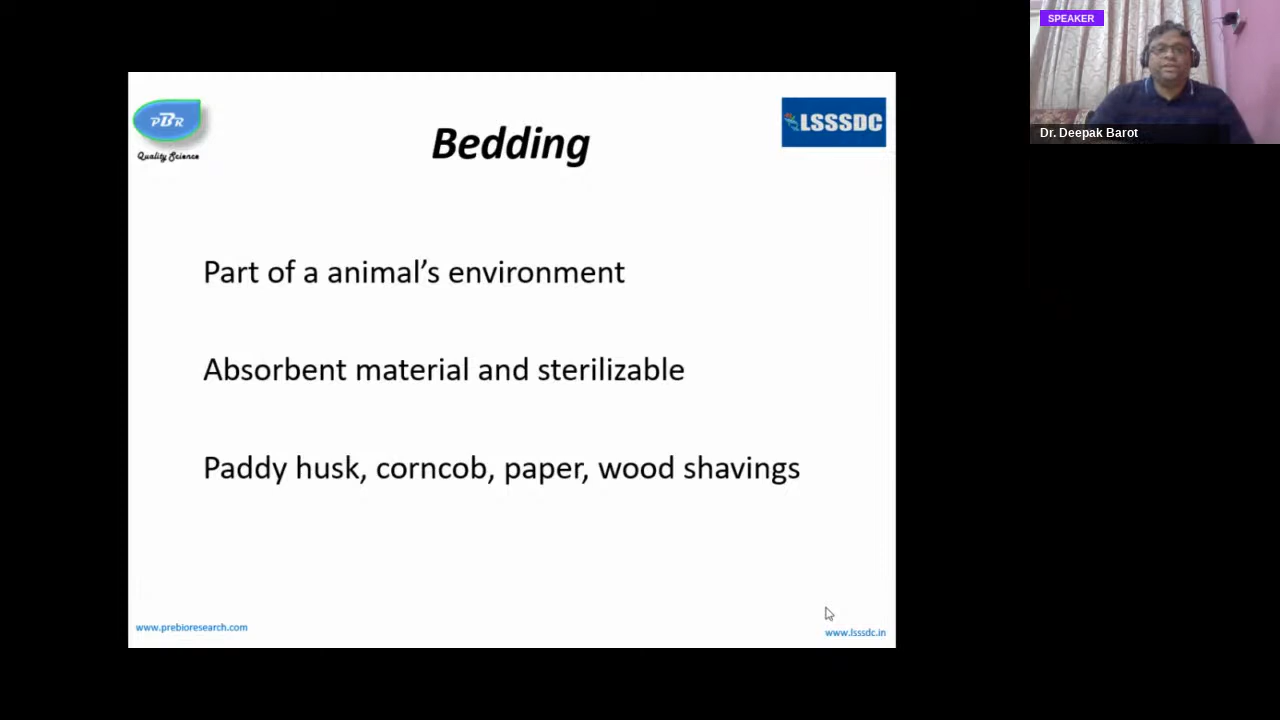 PBR
Quality Science
LSSSDC
Bedding
Part of a animal’s environment
Absorbent material and sterilizable
Paddy husk, corncob, paper, wood shavings
www.prebioresearch.com
www.lsssdc.in
SPEAKER
Dr. Deepak Barot